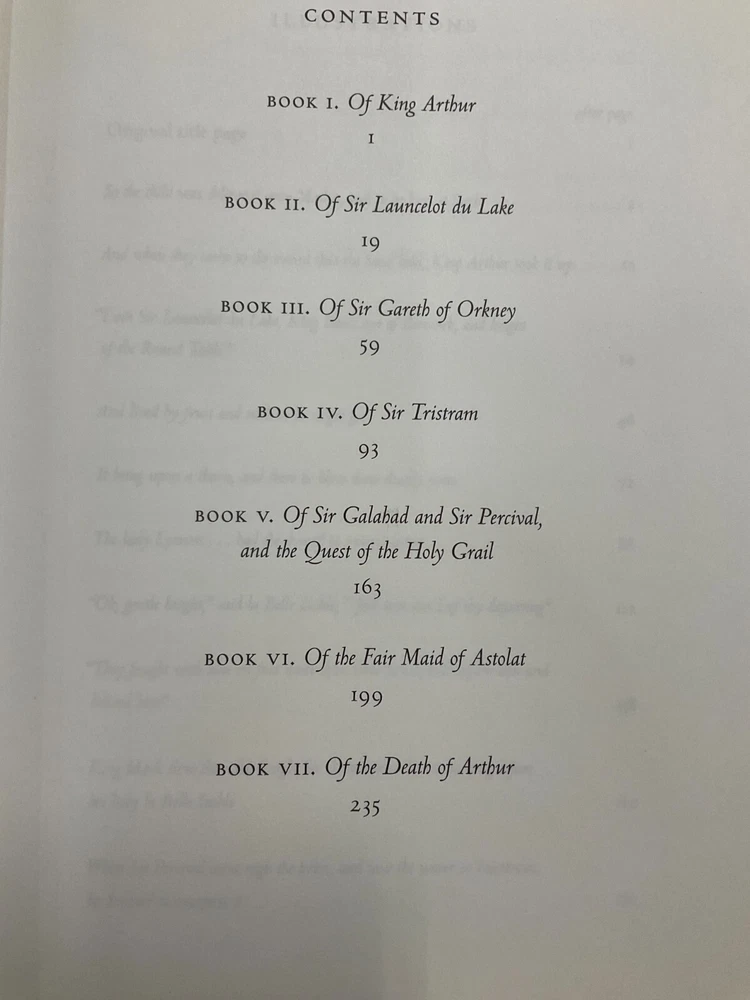 CONTENTS
BOOK I. Of King Arthur
1
BOOK II. Of Sir Launcelot du Lake
19
BOOK III. Of Sir Gareth of Orkney
59
BOOK IV. Of Sir Tristram
93
BOOK V. Of Sir Galahad and Sir Percival,
and the Quest of the Holy Grail
163
BOOK VI. Of the Fair Maid of Astolat
199
BOOK VII. Of the Death of Arthur
235